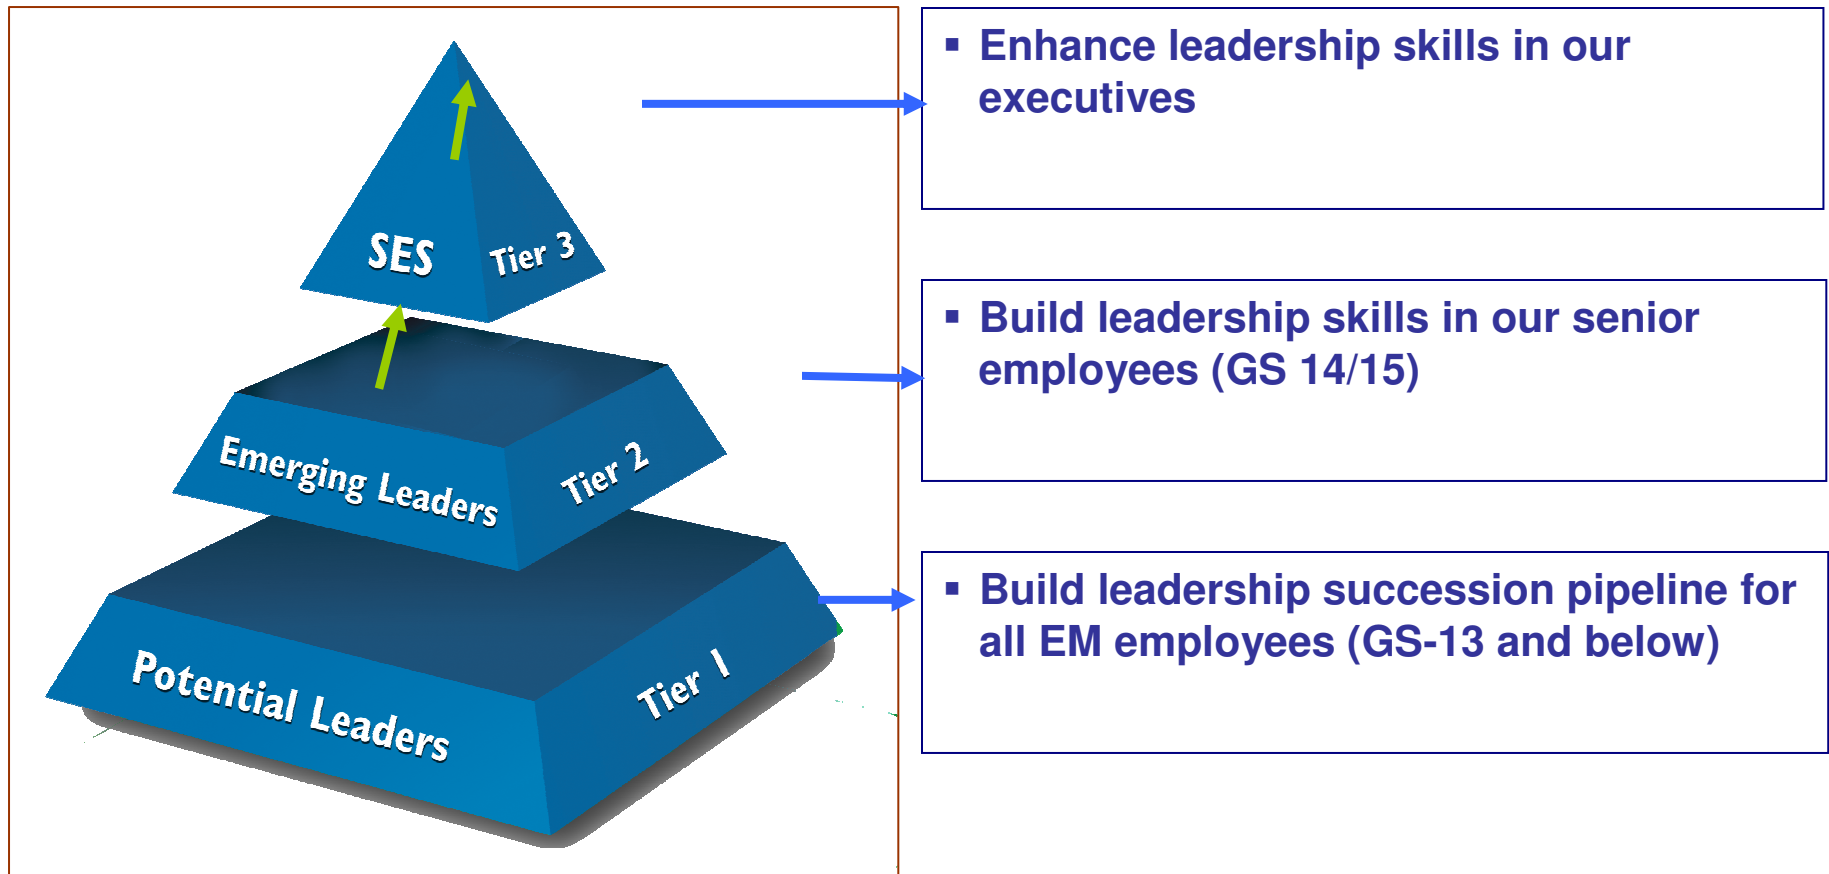 SES
Tier 3
Emerging Leaders
Tier 2
Potential Leaders
Tier 1
▪ Enhance leadership skills in our
executives
▪ Build leadership skills in our senior
employees (GS 14/15)
▪ Build leadership succession pipeline for
all EM employees (GS-13 and below)